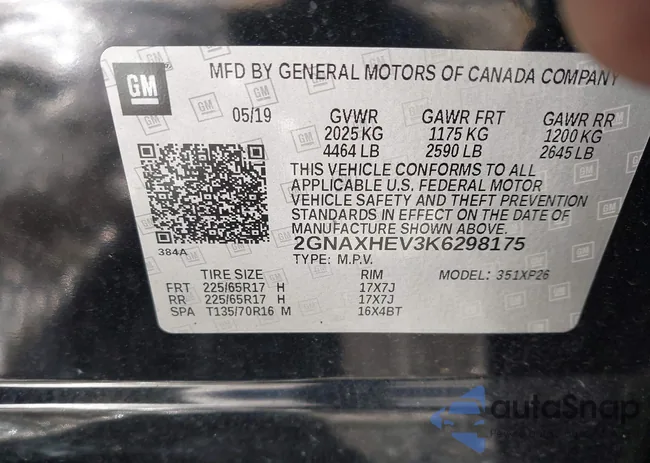 GM
MFD BY GENERAL MOTORS OF CANADA COMPANY
05/19 GVWR GAWR FRT GAWR RR
2025 KG 1175 KG 1200 KG
4464 LB 2590 LB 2645 LB
THIS VEHICLE CONFORMS TO ALL
APPLICABLE U.S. FEDERAL MOTOR
VEHICLE SAFETY AND THEFT PREVENTION
STANDARDS IN EFFECT ON THE DATE OF
MANUFACTURE SHOWN ABOVE.
384A
2GNAXHEV3K6298175
TYPE: M.P.V.
TIRE SIZE RIM MODEL: 351XP26
FRT 225/65R17 H 17X7J
RR 225/65R17 H 17X7J
SPA T135/70R16 M 16X4BT
autoSnap